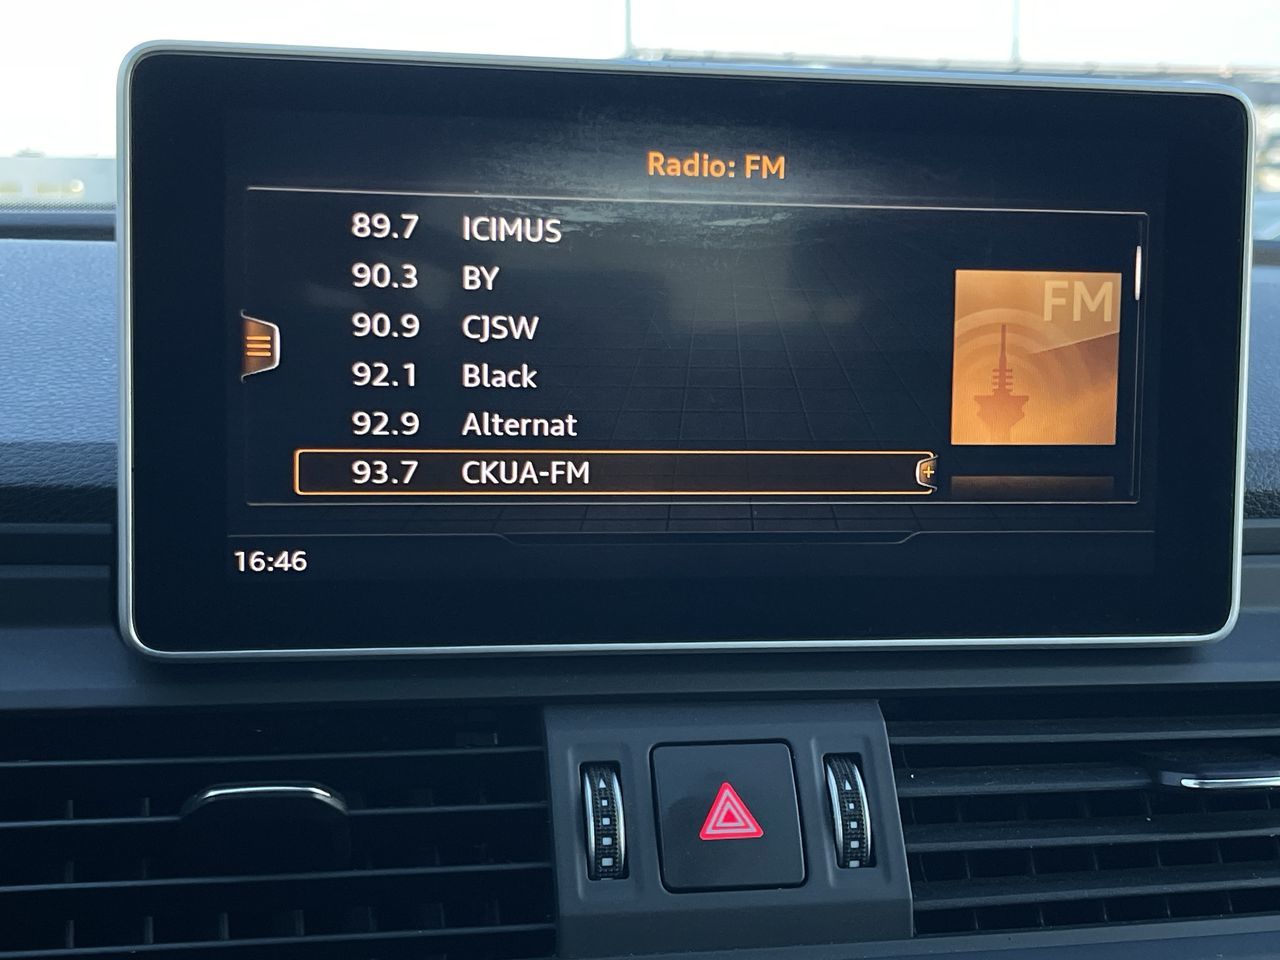 Radio: FM
89.7 ICIMUS
90.3 BY
90.9 CJSW
FM
92.1 Black
92.9 Alternat
93.7 CKUA-FM
16:46